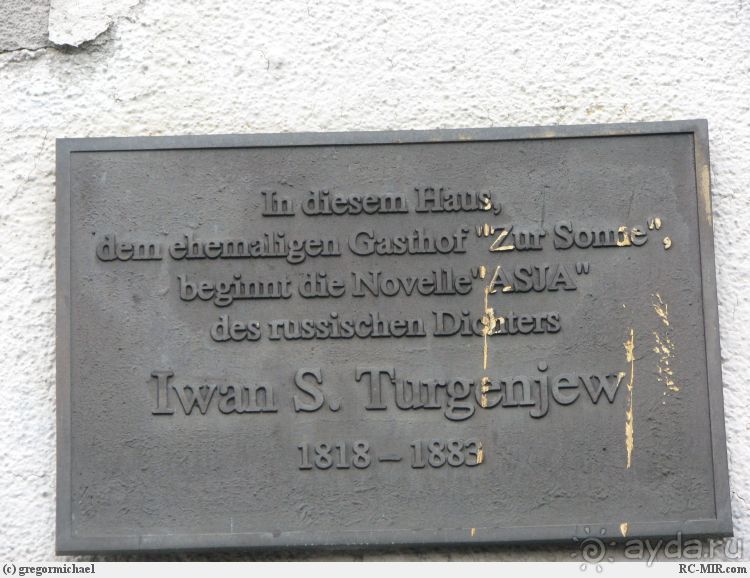 In diesem Haus,
dem ehemaligen Gasthof "Zur Sonne",
beginnt die Novelle "ASJA"
des russischen Dichters
Iwan S. Turgenjew
1818 – 1883
ayda.ru
(c) gregormichael
RC-MIR.com